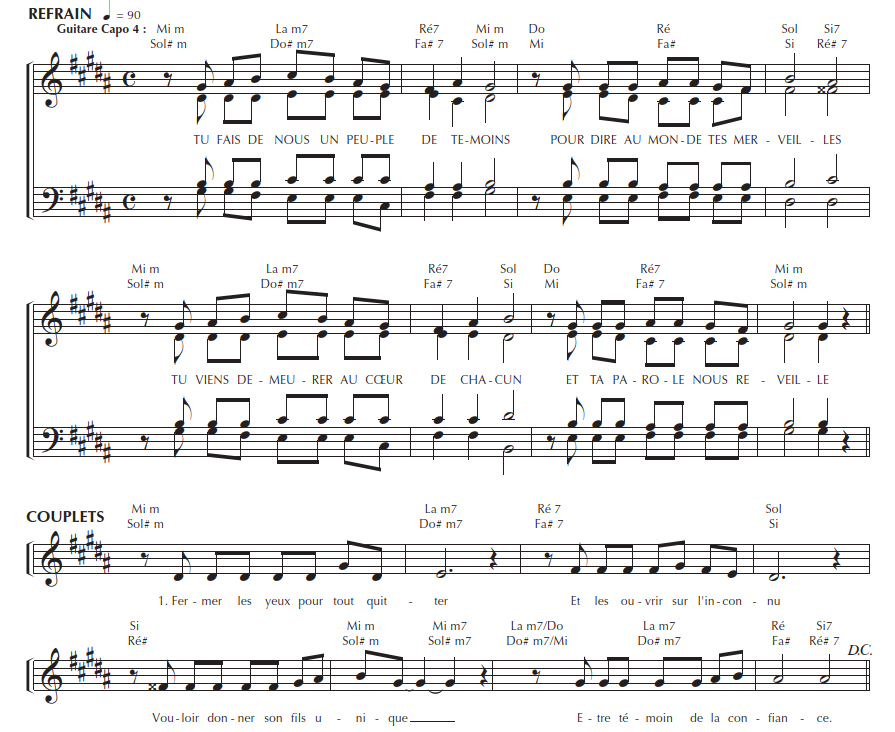 REFRAIN ♩ = 90
Guitare Capo 4 : Mi m La m7 Ré7 Mi m Do Ré Sol Si7
Sol# m Do# m7 Fa# 7 Sol# m Mi Fa# Si Ré# 7
TU FAIS DE NOUS UN PEU-PLE DE TE-MOINS POUR DIRE AU MON-DE TES MER - VEIL - LES
Mi m La m7 Ré7 Sol Do Ré7 Mi m
Sol# m Do# m7 Fa# 7 Si Mi Fa# 7 Sol# m
TU VIENS DE - MEU - RER AU CŒUR DE CHA-CUN ET TA PA - RO - LE NOUS RE - VEIL - LE
COUPLETS
Mi m La m7 Ré 7 Sol
Sol# m Do# m7 Fa# 7 Si
1. Fer - mer les yeux pour tout quit - ter Et les ou - vrir sur l'in - con - nu
Si Mi m Mi m7 La m7/Do La m7 Ré Si7
Ré# Sol# m Sol# m7 Do# m7/Mi Do# m7 Fa# Ré# 7
D.C.
Vou - loir don - ner son fils u - ni - que E - tre té - moin de la con - fian - ce.